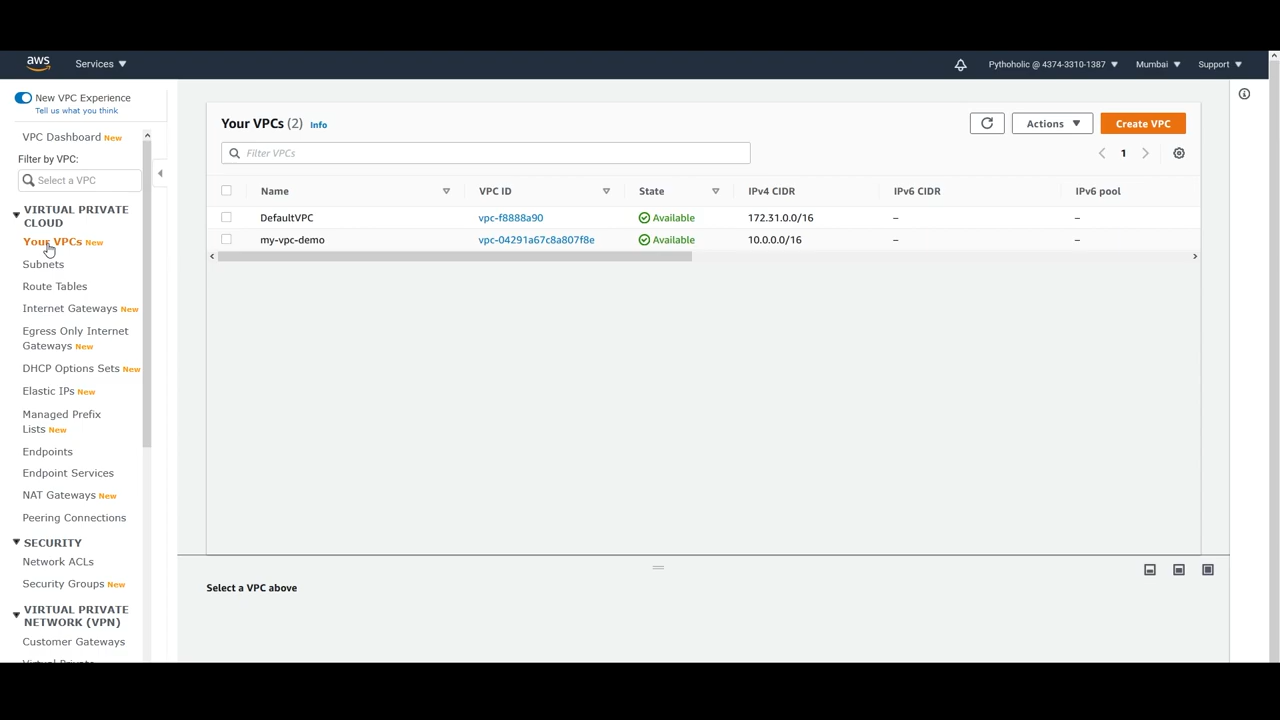 aws Services Pythoholic @ 4374-3310-1387 Mumbai Support
New VPC Experience
Tell us what you think
VPC Dashboard New
Filter by VPC:
Select a VPC
VIRTUAL PRIVATE
CLOUD
Your VPCs New
Subnets
Route Tables
Internet Gateways New
Egress Only Internet
Gateways New
DHCP Options Sets New
Elastic IPs New
Managed Prefix
Lists New
Endpoints
Endpoint Services
NAT Gateways New
Peering Connections
SECURITY
Network ACLs
Security Groups New
VIRTUAL PRIVATE
NETWORK (VPN)
Customer Gateways
Virtual Private
Your VPCs (2) Info
Actions
Create VPC
Filter VPCs
1
Name VPC ID State IPv4 CIDR IPv6 CIDR IPv6 pool
DefaultVPC vpc-f8888a90 Available 172.31.0.0/16 – –
my-vpc-demo vpc-04291a67c8a807f8e Available 10.0.0.0/16 – –
Select a VPC above